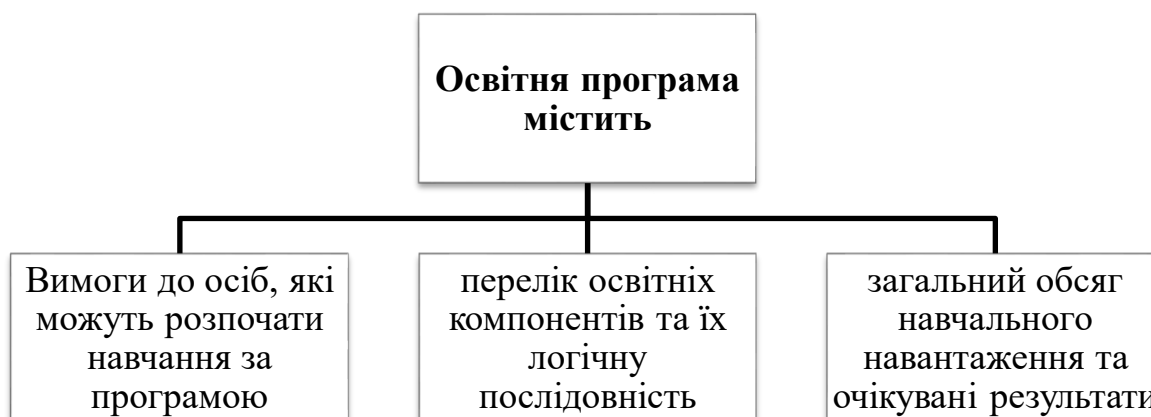 Освітня програма
містить
Вимоги до осіб, які
можуть розпочати
навчання за
програмою
перелік освітніх
компонентів та їх
логічну
послідовність
загальний обсяг
навчального
навантаження та
очікувані результати